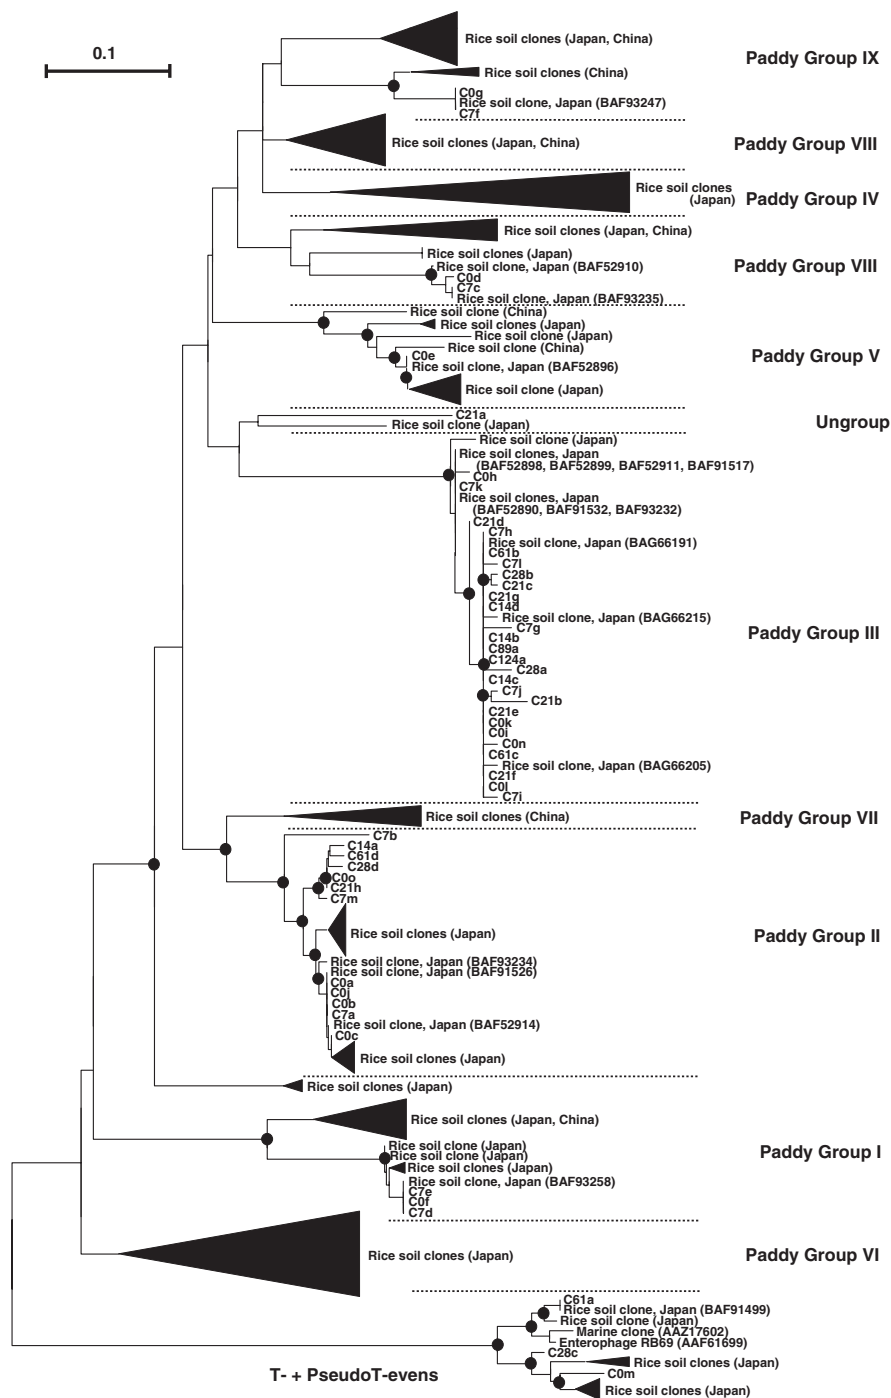 0.1
Rice soil clones (Japan, China)
Paddy Group IX
Rice soil clones (China)
C0g
Rice soil clone, Japan (BAF93247)
C7f
Rice soil clones (Japan, China)
Paddy Group VIII
Rice soil clones
(Japan)
Paddy Group IV
Rice soil clones (Japan, China)
Rice soil clones (Japan)
Paddy Group VIII
Rice soil clone, Japan (BAF52910)
C0d
C7c
Rice soil clone, Japan (BAF93235)
Rice soil clone (China)
Rice soil clones (Japan)
Rice soil clone (Japan)
Rice soil clone (China)
C0e
Paddy Group V
Rice soil clone, Japan (BAF52896)
Rice soil clone (Japan)
C21a
Ungroup
Rice soil clone (Japan)
Rice soil clone (Japan)
Rice soil clones, Japan
(BAF52898, BAF52899, BAF52911, BAF91517)
C0h
C7k
Rice soil clones, Japan
(BAF52890, BAF91532, BAF93232)
C21d
C7h
Rice soil clone, Japan (BAG66191)
C61b
C7l
C28b
C21c
C21g
C14d
Rice soil clone, Japan (BAG66215)
C7g
Paddy Group III
C14b
C89a
C124a
C28a
C14c
C7j
C21b
C21e
C0k
C0i
C0n
C61c
Rice soil clone, Japan (BAG66205)
C21f
C0l
C7i
Rice soil clones (China)
Paddy Group VII
C7b
C14a
C61d
C28d
C0o
C21h
C7m
Rice soil clones (Japan)
Paddy Group II
Rice soil clone, Japan (BAF93234)
Rice soil clone, Japan (BAF91526)
C0a
C0j
C0b
C7a
Rice soil clone, Japan (BAF52914)
C0c
Rice soil clones (Japan)
Rice soil clones (Japan)
Rice soil clones (Japan, China)
Rice soil clone (Japan)
Rice soil clone (Japan)
Paddy Group I
Rice soil clones (Japan)
Rice soil clone, Japan (BAF93258)
C7e
C0f
C7d
Rice soil clones (Japan)
Paddy Group VI
C61a
Rice soil clone, Japan (BAF91499)
Rice soil clone (Japan)
Marine clone (AAZ17602)
Enterophage RB69 (AAF61699)
C28c
Rice soil clones (Japan)
C0m
T- + PseudoT-evens
Rice soil clones (Japan)